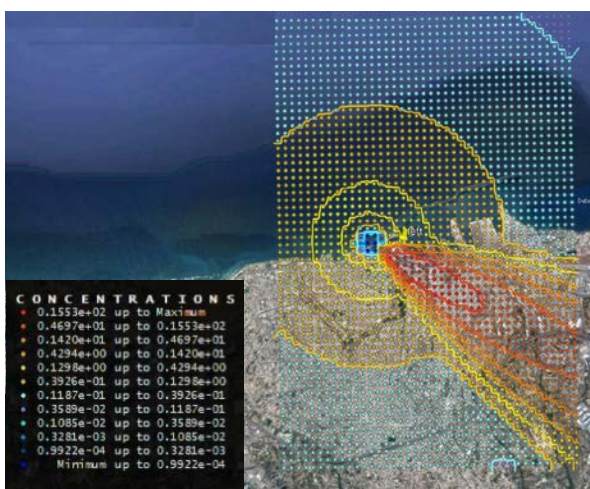 CONCENTRATIONS
0.1553e+02 up to Maximum
0.4697e+01 up to 0.1553e+02
0.1420e+01 up to 0.4697e+01
0.4294e+00 up to 0.1420e+01
0.1298e+00 up to 0.4294e+00
0.3926e-01 up to 0.1298e+00
0.1187e-01 up to 0.3926e-01
0.3589e-02 up to 0.1187e-01
0.1085e-02 up to 0.3589e-02
0.3281e-03 up to 0.1085e-02
0.9922e-04 up to 0.3281e-03
Minimum up to 0.9922e-04